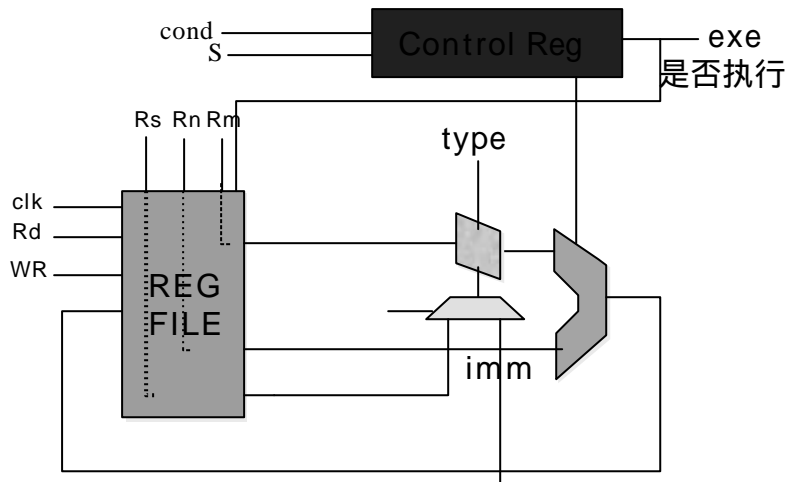 cond
S
Control Reg
exe
是否执行
Rs Rn Rm
type
clk
Rd
WR
REG
FILE
imm